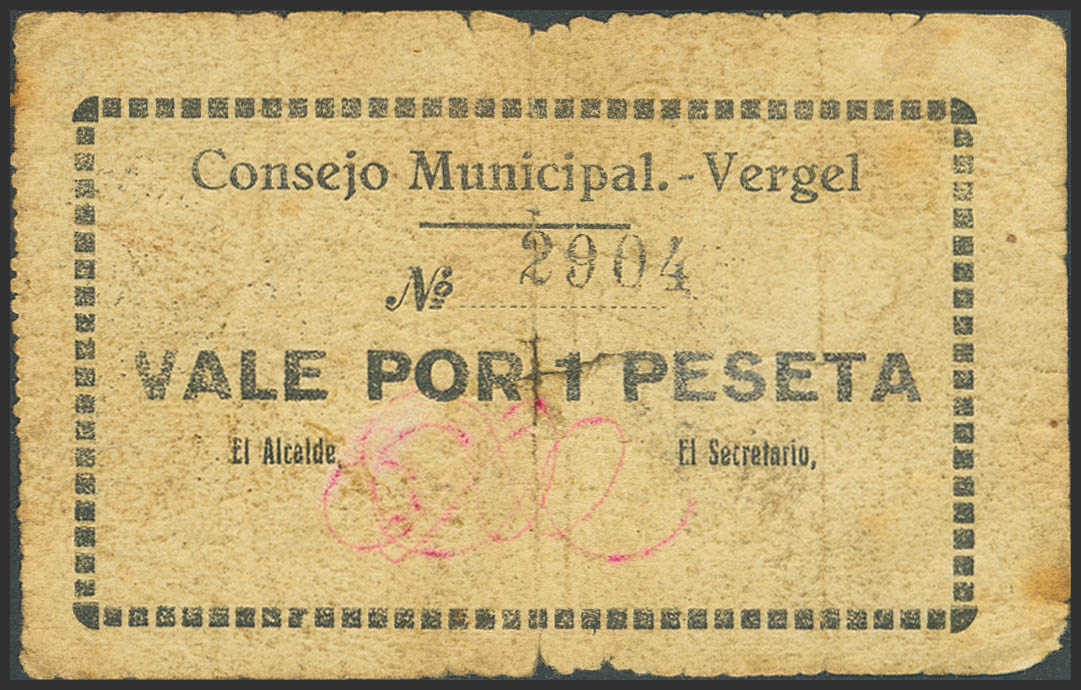 Consejo Municipal.-Vergel
Nº 2904
VALE POR 1 PESETA
El Alcalde, El Secretario,